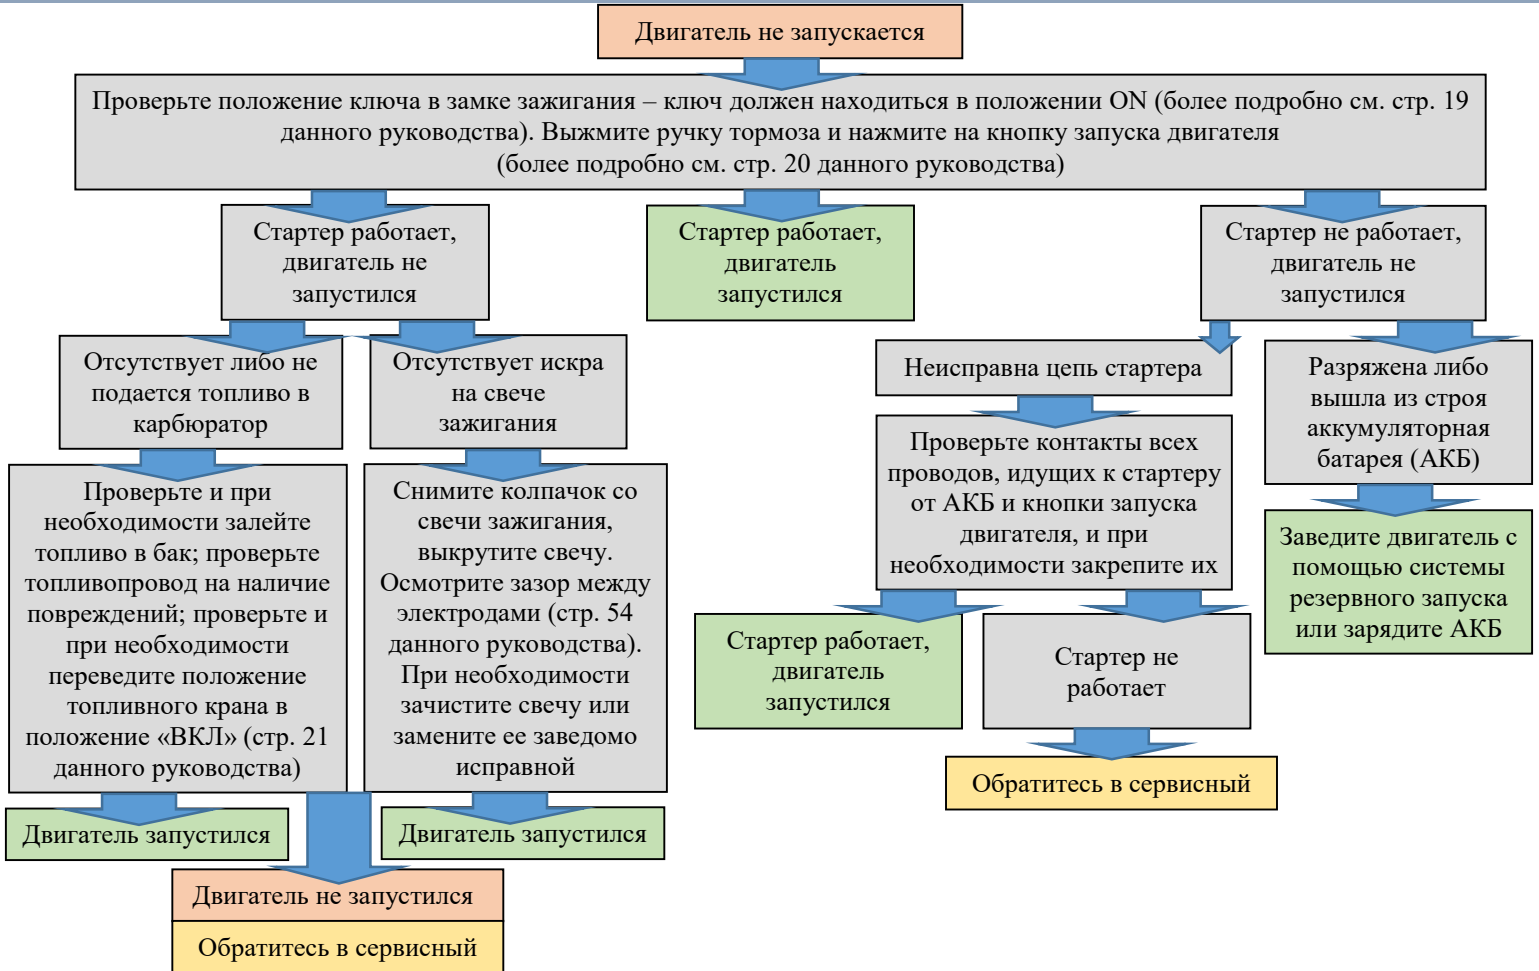 Двигатель не запускается
Проверьте положение ключа в замке зажигания – ключ должен находиться в положении ON (более подробно см. стр. 19
данного руководства). Выжмите ручку тормоза и нажмите на кнопку запуска двигателя
(более подробно см. стр. 20 данного руководства)
Стартер работает,
двигатель не
запустился
Стартер работает,
двигатель
запустился
Стартер не работает,
двигатель не
запустился
Отсутствует либо не
подается топливо в
карбюратор
Отсутствует искра
на свече
зажигания
Неисправна цепь стартера
Разряжена либо
вышла из строя
аккумуляторная
батарея (АКБ)
Проверьте и при
необходимости залейте
топливо в бак; проверьте
топливопровод на наличие
повреждений; проверьте и
при необходимости
переведите положение
топливного крана в
положение «ВКЛ» (стр. 21
данного руководства)
Снимите колпачок со
свечи зажигания,
выкрутите свечу.
Осмотрите зазор между
электродами (стр. 54
данного руководства).
При необходимости
зачистите свечу или
замените ее заведомо
исправной
Проверьте контакты всех
проводов, идущих к стартеру
от АКБ и кнопки запуска
двигателя, и при
необходимости закрепите их
Заведите двигатель с
помощью системы
резервного запуска
или зарядите АКБ
Стартер работает,
двигатель
запустился
Стартер не
работает
Обратитесь в сервисный
Двигатель запустился
Двигатель запустился
Двигатель не запустился
Обратитесь в сервисный